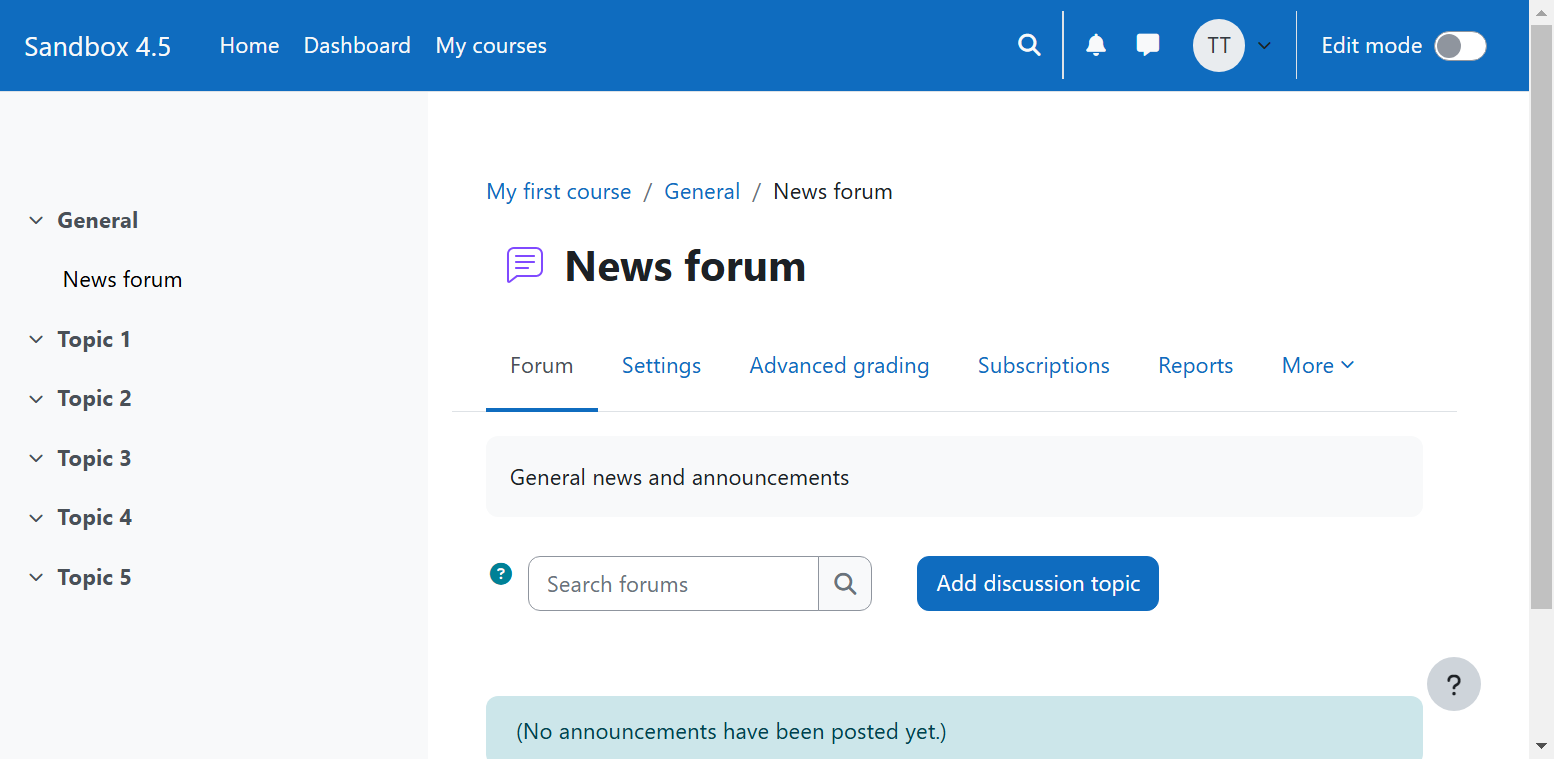 Sandbox 4.5 Home Dashboard My courses TT Edit mode
General
News forum
Topic 1
Topic 2
Topic 3
Topic 4
Topic 5
My first course / General / News forum
News forum
Forum Settings Advanced grading Subscriptions Reports More
General news and announcements
? Search forums Add discussion topic
?
(No announcements have been posted yet.)